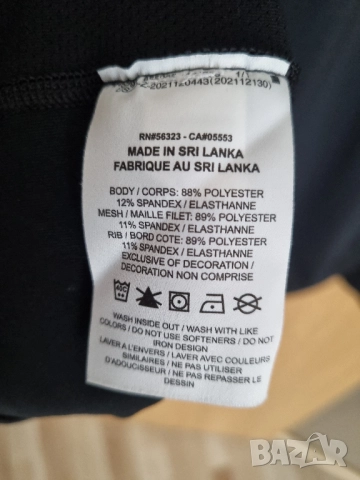 C-2021120443(202112130)
RN#56323 - CA#05553
MADE IN SRI LANKA
FABRIQUE AU SRI LANKA
BODY / CORPS: 88% POLYESTER
12% SPANDEX / ELASTHANNE
MESH / MAILLE FILET: 89% POLYESTER
11% SPANDEX / ELASTHANNE
RIB / BORD COTE: 89% POLYESTER
11% SPANDEX / ELASTHANNE
EXCLUSIVE OF DECORATION /
DECORATION NON COMPRISE
WASH INSIDE OUT / WASH WITH LIKE
COLORS / DO NOT USE SOFTENERS / DO NOT
IRON DESIGN
LAVER A L'ENVERS / LAVER AVEC COULEURS
SIMILAIRES / NE PAS UTILISER
D'ADOUCISSEUR / NE PAS REPASSER LE
DESSIN
BAZAR.bg